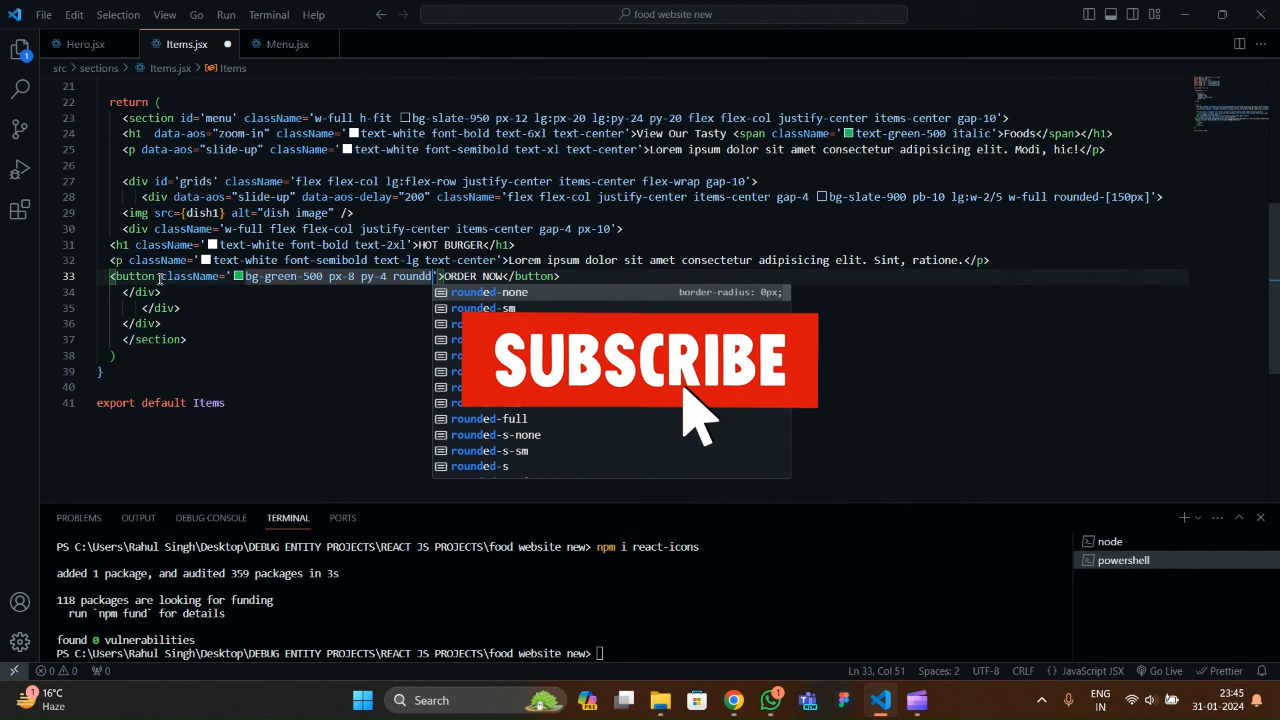 File Edit Selection View Go Run Terminal Help
food website new
Hero.jsx Items.jsx Menu.jsx
src > sections > Items.jsx > Items
21
22 return (
23 <section id='menu' className='w-full h-fit bg-slate-950 px-10 py-20 lg:px-20 lg:py-24 flex flex-col justify-center items-center gap-10'>
24 <h1 data-aos="zoom-in" className='text-white font-bold text-6xl text-center'>View Our Tasty <span className='text-green-500 italic'>Foods</span></h1>
25 <p data-aos="slide-up" className='text-white font-semibold text-xl text-center'>Lorem ipsum dolor sit amet consectetur adipisicing elit. Modi, hic!</p>
26
27 <div id='grids' className='flex flex-col lg:flex-row justify-center items-center flex-wrap gap-10'>
28 <div data-aos="slide-up" data-aos-delay="200" className='flex flex-col justify-center items-center gap-4 bg-slate-900 pb-10 lg:w-2/5 w-full rounded-[150px]'>
29 <img src={dish1} alt="dish image" />
30 <div className='w-full flex flex-col justify-center items-center gap-4 px-10'>
31 <h1 className='text-white font-bold text-2xl'>HOT BURGER</h1>
32 <p className='text-white font-semibold text-lg text-center'>Lorem ipsum dolor sit amet consectetur adipisicing elit. Sint, ratione.</p>
33 <button className='bg-green-500 px-8 py-4 roundd'>ORDER NOW</button>
34 </div> rounded-none border-radius: 0px;
35 </div> rounded-sm
36 </div>
37 </section>
SUBSCRIBE
38 )
39 }
40
41 export default Items
rounded-full
rounded-s-none
rounded-s-sm
rounded-s
PROBLEMS OUTPUT DEBUG CONSOLE TERMINAL PORTS
PS C:\Users\Rahul Singh\Desktop\DEBUG ENTITY PROJECTS\REACT JS PROJECTS\food website new> npm i react-icons
added 1 package, and audited 359 packages in 3s
118 packages are looking for funding
run `npm fund` for details
found 0 vulnerabilities
PS C:\Users\Rahul Singh\Desktop\DEBUG ENTITY PROJECTS\REACT JS PROJECTS\food website new>
node
powershell
0 0 0 Ln 33, Col 51 Spaces: 2 UTF-8 CRLF { } JavaScript JSX Go Live Prettier
16°C
Haze
Search
ENG
IN
23:45
31-01-2024